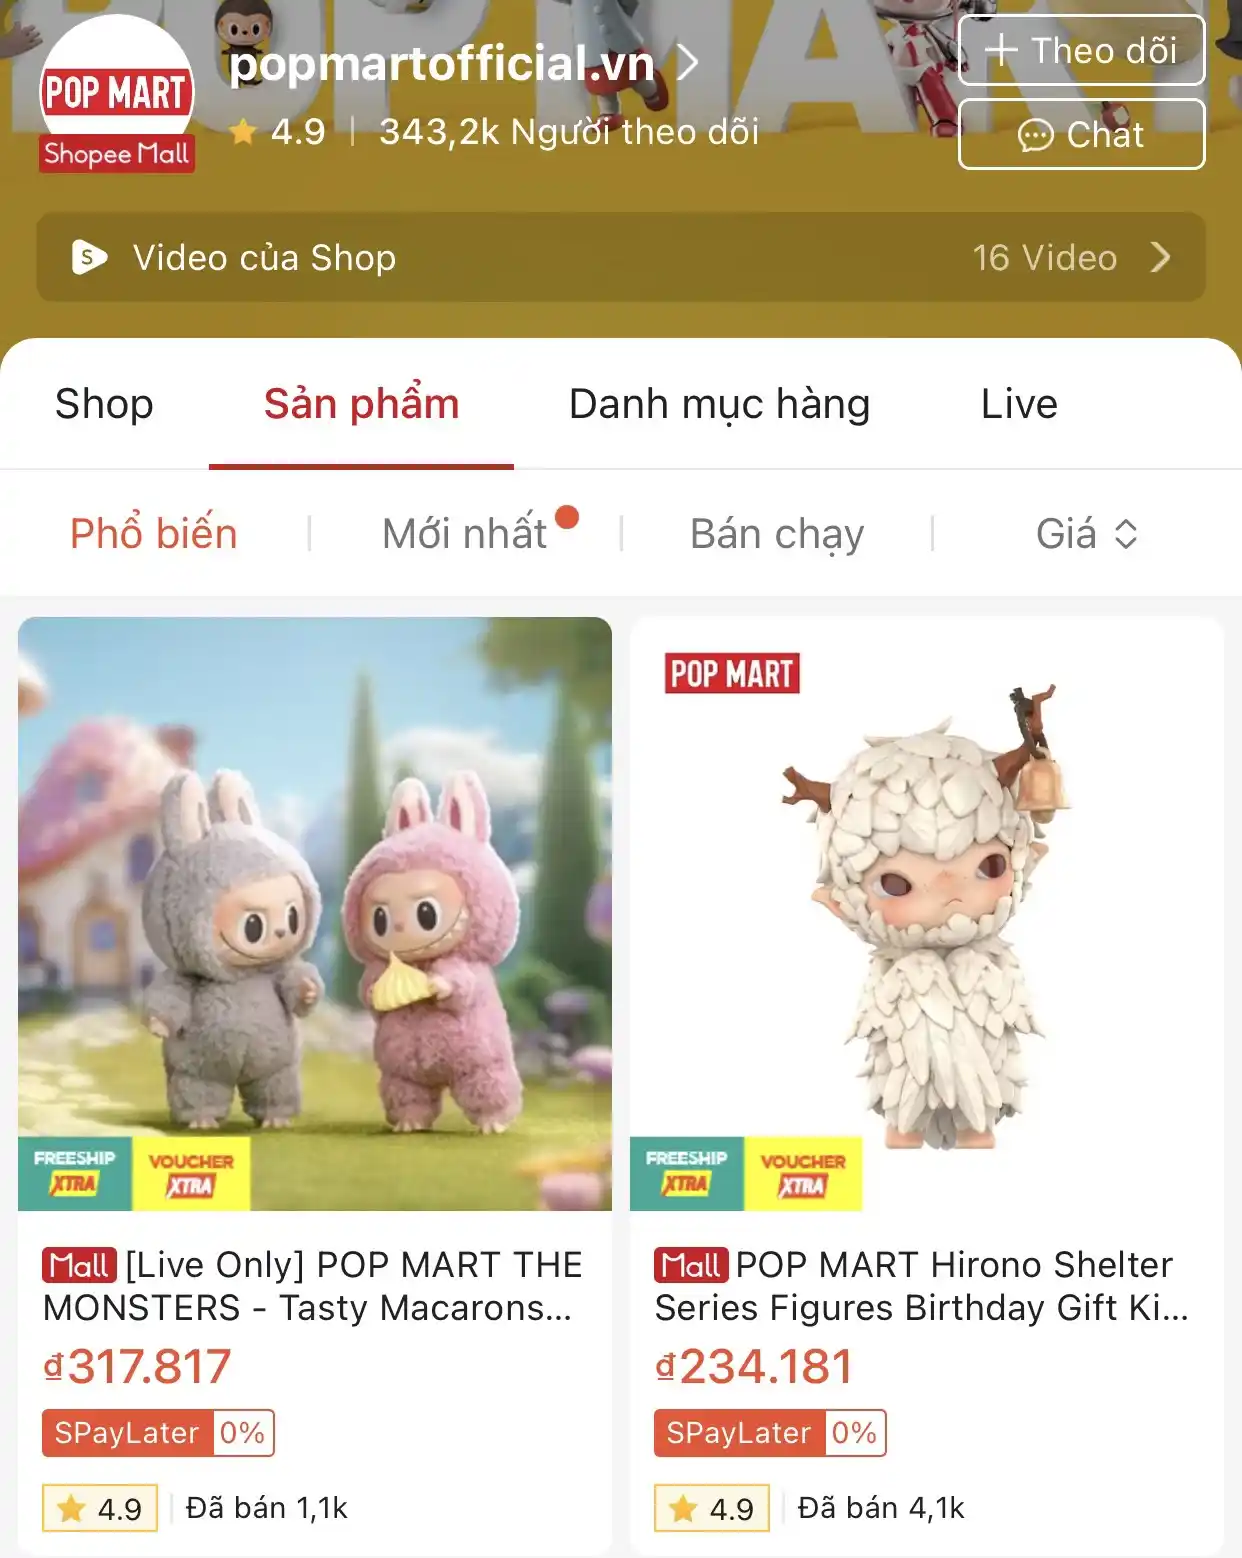 POP MART
popmartofficial.vn
+ Theo dõi
POP MART
Shopee Mall
4.9 | 343,2k Người theo dõi
Chat
Video của Shop
16 Video
Shop
Sản phẩm
Danh mục hàng
Live
Phổ biến
Mới nhất
Bán chạy
Giá
FREESHIP
XTRA
VOUCHER
XTRA
Mall [Live Only] POP MART THE
MONSTERS - Tasty Macarons...
₫317.817
SPayLater 0%
4.9
Đã bán 1,1k
POP MART
FREESHIP
XTRA
VOUCHER
XTRA
Mall POP MART Hirono Shelter
Series Figures Birthday Gift Ki...
₫234.181
SPayLater 0%
4.9
Đã bán 4,1k